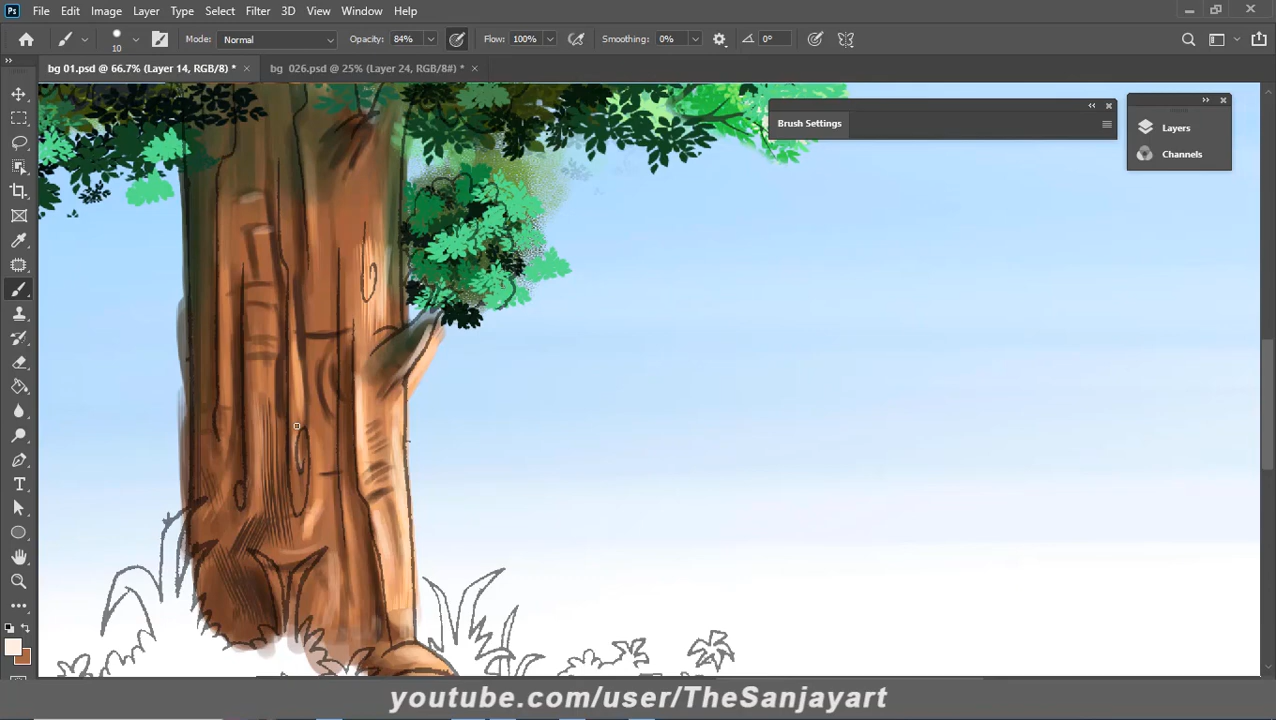 Ps File Edit Image Layer Type Select Filter 3D View Window Help
10 Mode: Normal Opacity: 84% Flow: 100% Smoothing: 0% 0°
bg 01.psd @ 66.7% (Layer 14, RGB/8) * × bg 026.psd @ 25% (Layer 24, RGB/8#) * ×
Brush Settings
Layers
Channels
T
youtube.com/user/TheSanjayart